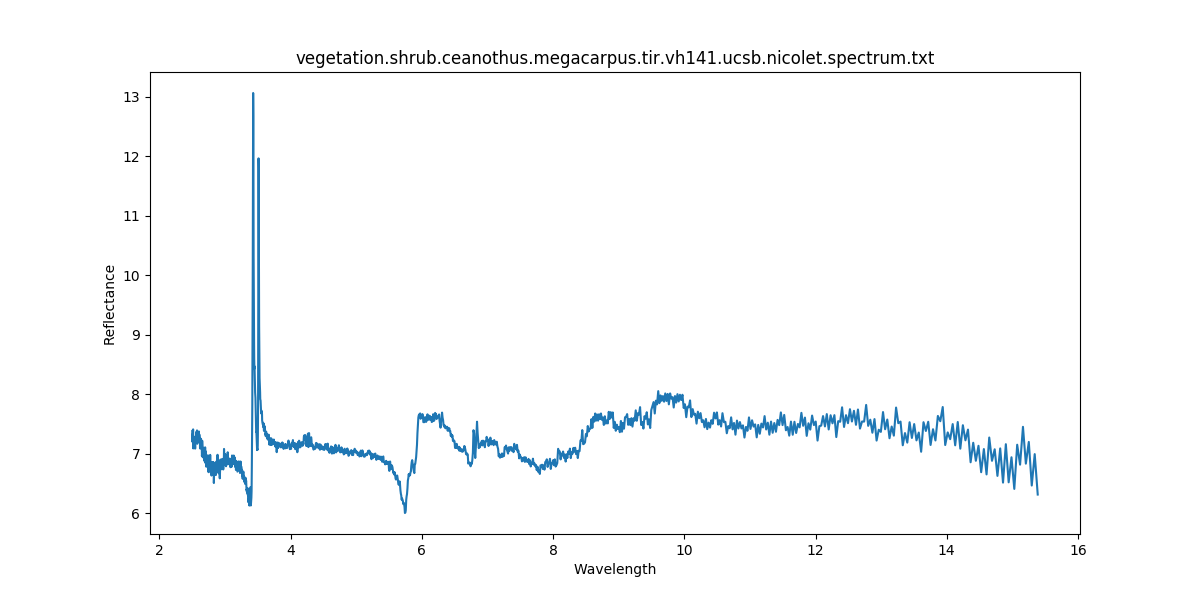 vegetation.shrub.ceanothus.megacarpus.tir.vh141.ucsb.nicolet.spectrum.txt
13
12
11
10
9
8
7
6
Reflectance
2 4 6 8 10 12 14 16
Wavelength